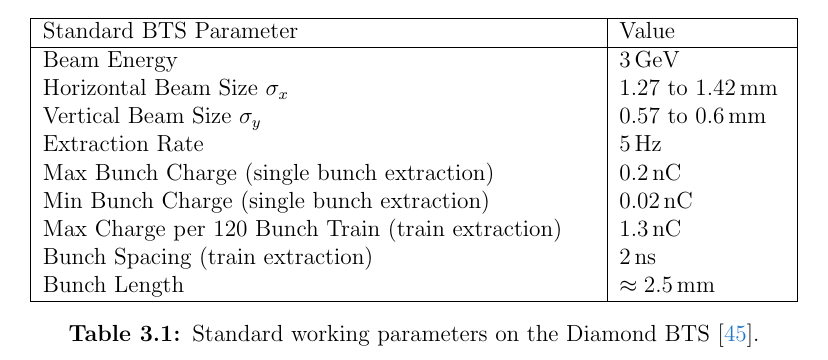 Standard BTS Parameter Value
Beam Energy 3 GeV
Horizontal Beam Size σx 1.27 to 1.42 mm
Vertical Beam Size σy 0.57 to 0.6 mm
Extraction Rate 5 Hz
Max Bunch Charge (single bunch extraction) 0.2 nC
Min Bunch Charge (single bunch extraction) 0.02 nC
Max Charge per 120 Bunch Train (train extraction) 1.3 nC
Bunch Spacing (train extraction) 2 ns
Bunch Length ≈ 2.5 mm
Table 3.1: Standard working parameters on the Diamond BTS [45].